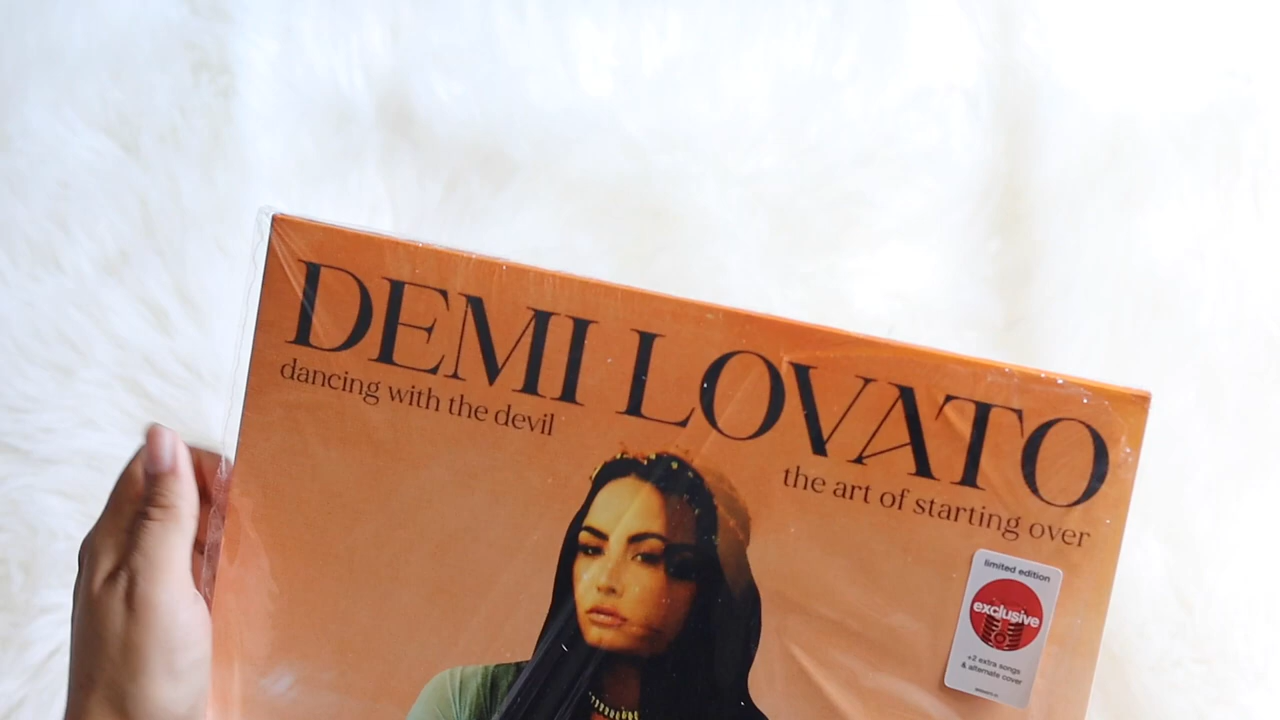 DEMI LOVATO
dancing with the devil
the art of starting over
limited edition
exclusive
+2 extra songs
& alternate cover